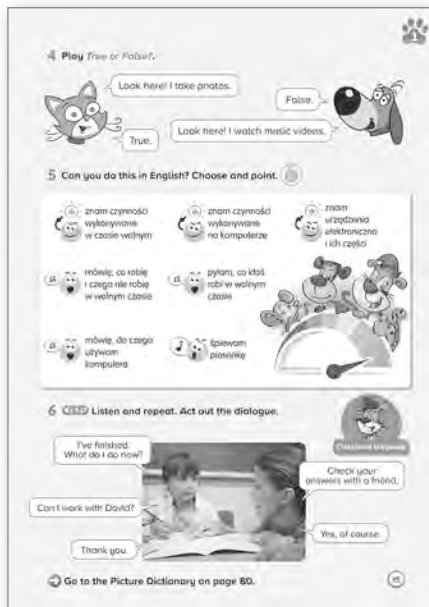 1
4 Play True or False?.
Look here! I take photos.
False.
True.
Look here! I watch music videos.
5 Can you do this in English? Choose and point.
znam czynności
wykonywane
w czasie wolnym
znam czynności
wykonywane
na komputerze
znam
urządzenia
elektroniczne
i ich części
a
mówię, co robię
i czego nie robię
w wolnym czasie
a
pytam, co ktoś
robi w wolnym
czasie
a
mówię, do czego
używam
komputera
śpiewam
piosenkę
6 Listen and repeat. Act out the dialogue.
Classroom language
I've finished.
What do I do now?
Check your
answers with a friend.
Can I work with David?
Yes, of course.
Thank you.
Go to the Picture Dictionary on page 80.
15